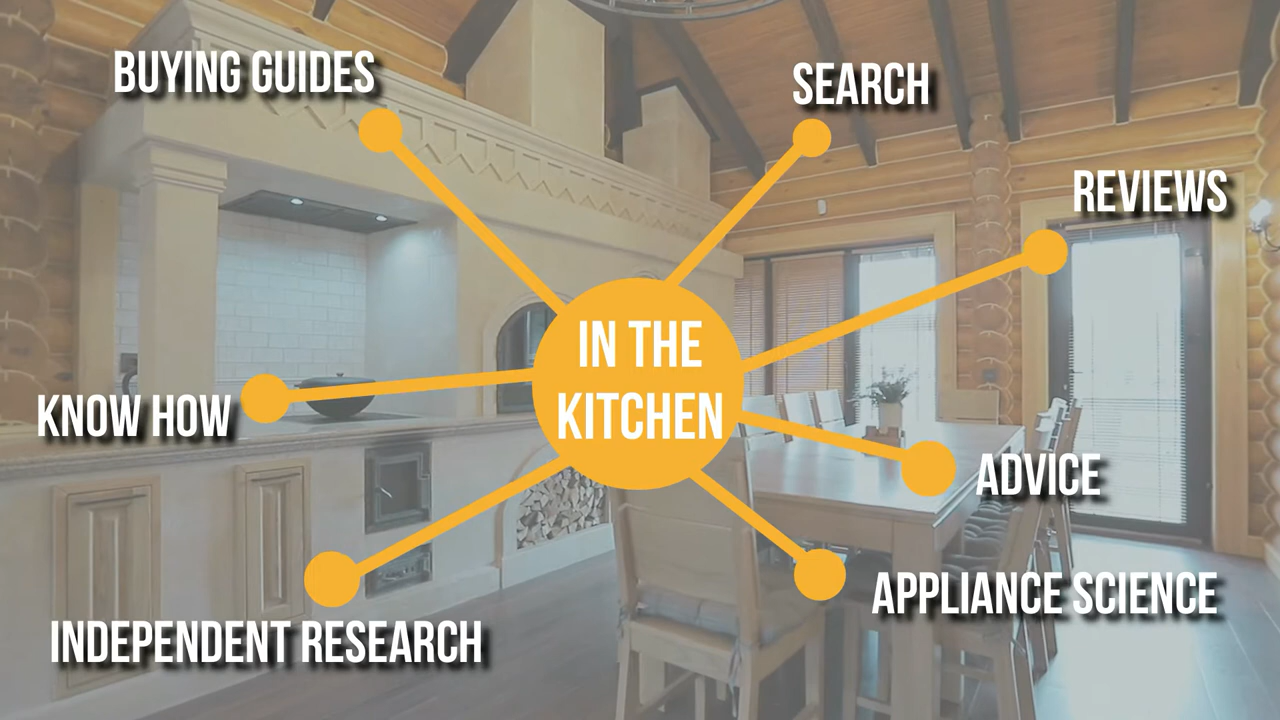 BUYING GUIDES
SEARCH
REVIEWS
IN THE
KITCHEN
KNOW HOW
ADVICE
APPLIANCE SCIENCE
INDEPENDENT RESEARCH